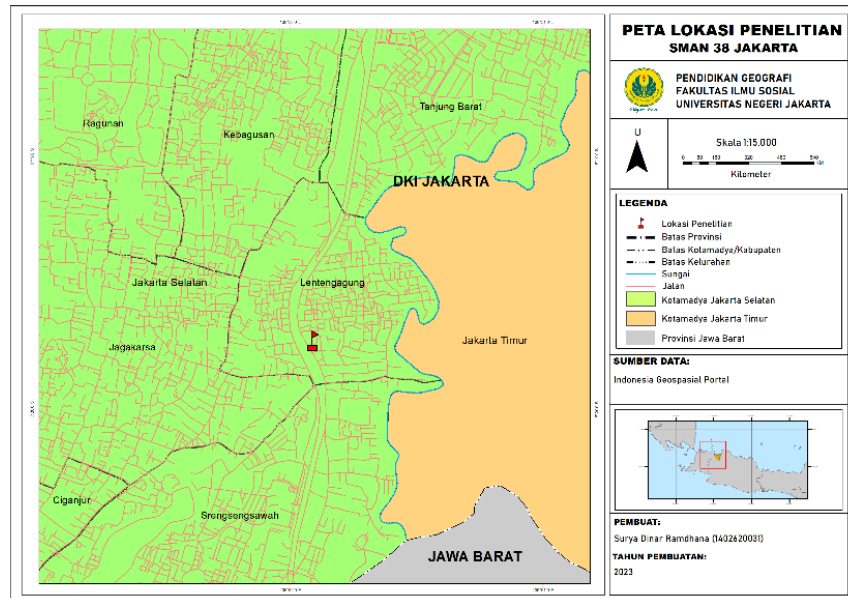 Ragunan
Kebagusan
Tanjung Barat
DKI JAKARTA
Jakarta Selatan
Lentengagung
Jagakarsa
Jakarta Timur
Ciganjur
Srengsengsawah
JAWA BARAT
PETA LOKASI PENELITIAN
SMAN 38 JAKARTA
PENDIDIKAN GEOGRAFI
FAKULTAS ILMU SOSIAL
UNIVERSITAS NEGERI JAKARTA
U
Skala 1:15.000
Kilometer
LEGENDA
Lokasi Penelitian
Batas Provinsi
Batas Kotamadya/Kabupaten
Batas Kelurahan
Sungai
Jalan
Kotamadya Jakarta Selatan
Kotamadya Jakarta Timur
Provinsi Jawa Barat
SUMBER DATA:
Indonesia Geospasial Portal
PEMBUAT:
Surya Dinar Ramdhana (1402620031)
TAHUN PEMBUATAN:
2023